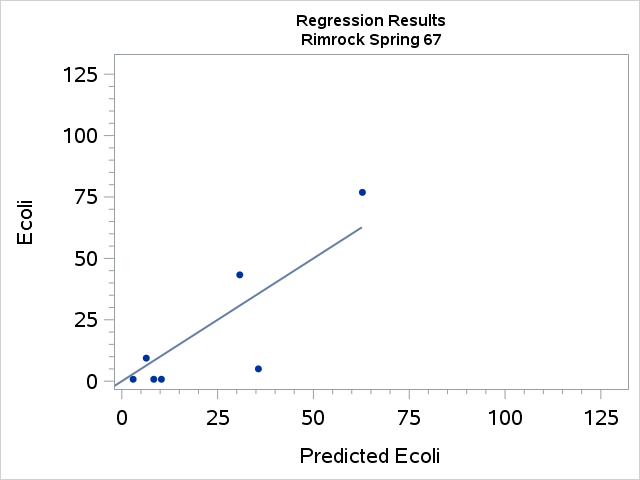 Regression Results
Rimrock Spring 67
125
100
75
50
25
0
Ecoli
0 25 50 75 100 125
Predicted Ecoli